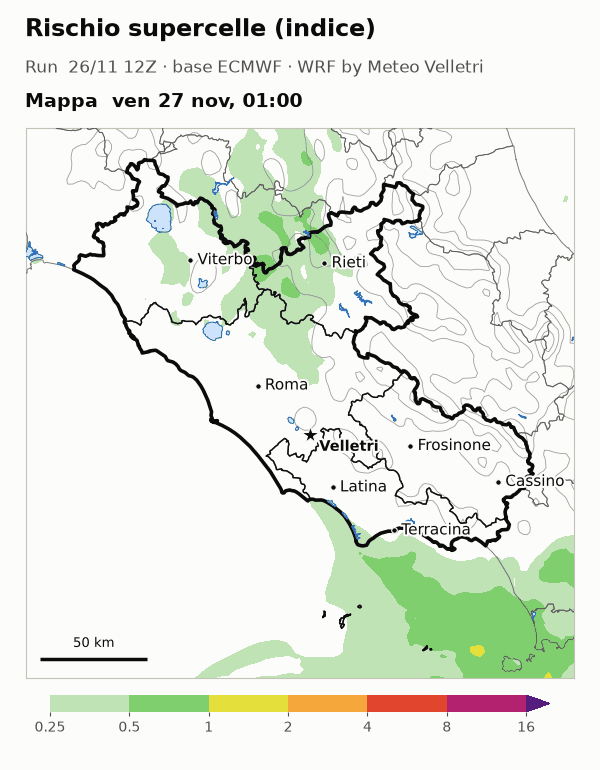 Rischio supercelle (indice)
Run  26/11 12Z · base ECMWF · WRF by Meteo Velletri
Mappa  ven 27 nov, 01:00
Viterbo
Rieti
Roma
Velletri
Frosinone
Cassino
Latina
Terracina
50 km
0.25 0.5 1 2 4 8 16